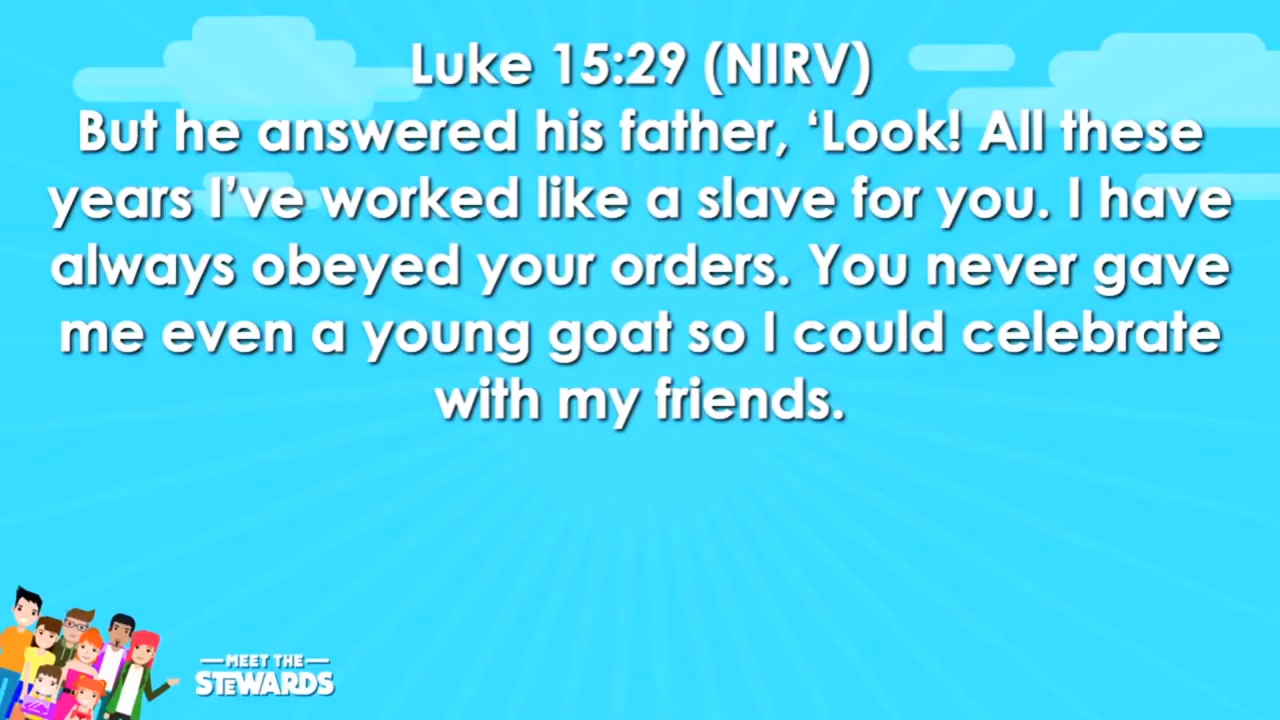 Luke 15:29 (NIRV)
But he answered his father, ‘Look! All these
years I’ve worked like a slave for you. I have
always obeyed your orders. You never gave
me even a young goat so I could celebrate
with my friends.
MEET THE
STEWARDS